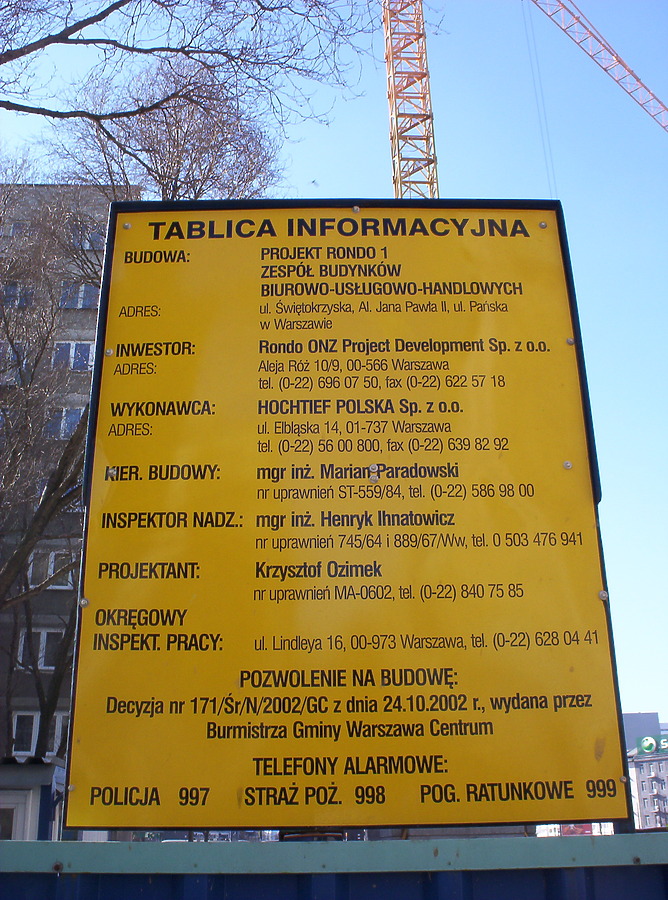 TABLICA INFORMACYJNA
BUDOWA: PROJEKT RONDO 1
ZESPÓŁ BUDYNKÓW
BIUROWO-USŁUGOWO-HANDLOWYCH
ADRES: ul. Świętokrzyska, Al. Jana Pawła II, ul. Pańska
w Warszawie
INWESTOR: Rondo ONZ Project Development Sp. z o.o.
ADRES: Aleja Róż 10/9, 00-566 Warszawa
tel. (0-22) 696 07 50, fax (0-22) 622 57 18
WYKONAWCA: HOCHTIEF POLSKA Sp. z o.o.
ADRES: ul. Elbląska 14, 01-737 Warszawa
tel. (0-22) 56 00 800, fax (0-22) 639 82 92
KIER. BUDOWY: mgr inż. Marian Paradowski
nr uprawnień ST-559/84, tel. (0-22) 586 98 00
INSPEKTOR NADZ.: mgr inż. Henryk Ihnatowicz
nr uprawnień 745/64 i 889/67/Ww, tel. 0 503 476 941
PROJEKTANT: Krzysztof Ozimek
nr uprawnień MA-0602, tel. (0-22) 840 75 85
OKRĘGOWY
INSPEKT. PRACY: ul. Lindleya 16, 00-973 Warszawa, tel. (0-22) 628 04 41
POZWOLENIE NA BUDOWĘ:
Decyzja nr 171/Śr/N/2002/GC z dnia 24.10.2002 r., wydana przez
Burmistrza Gminy Warszawa Centrum
TELEFONY ALARMOWE:
POLICJA 997 STRAŻ POŻ. 998 POG. RATUNKOWE 999